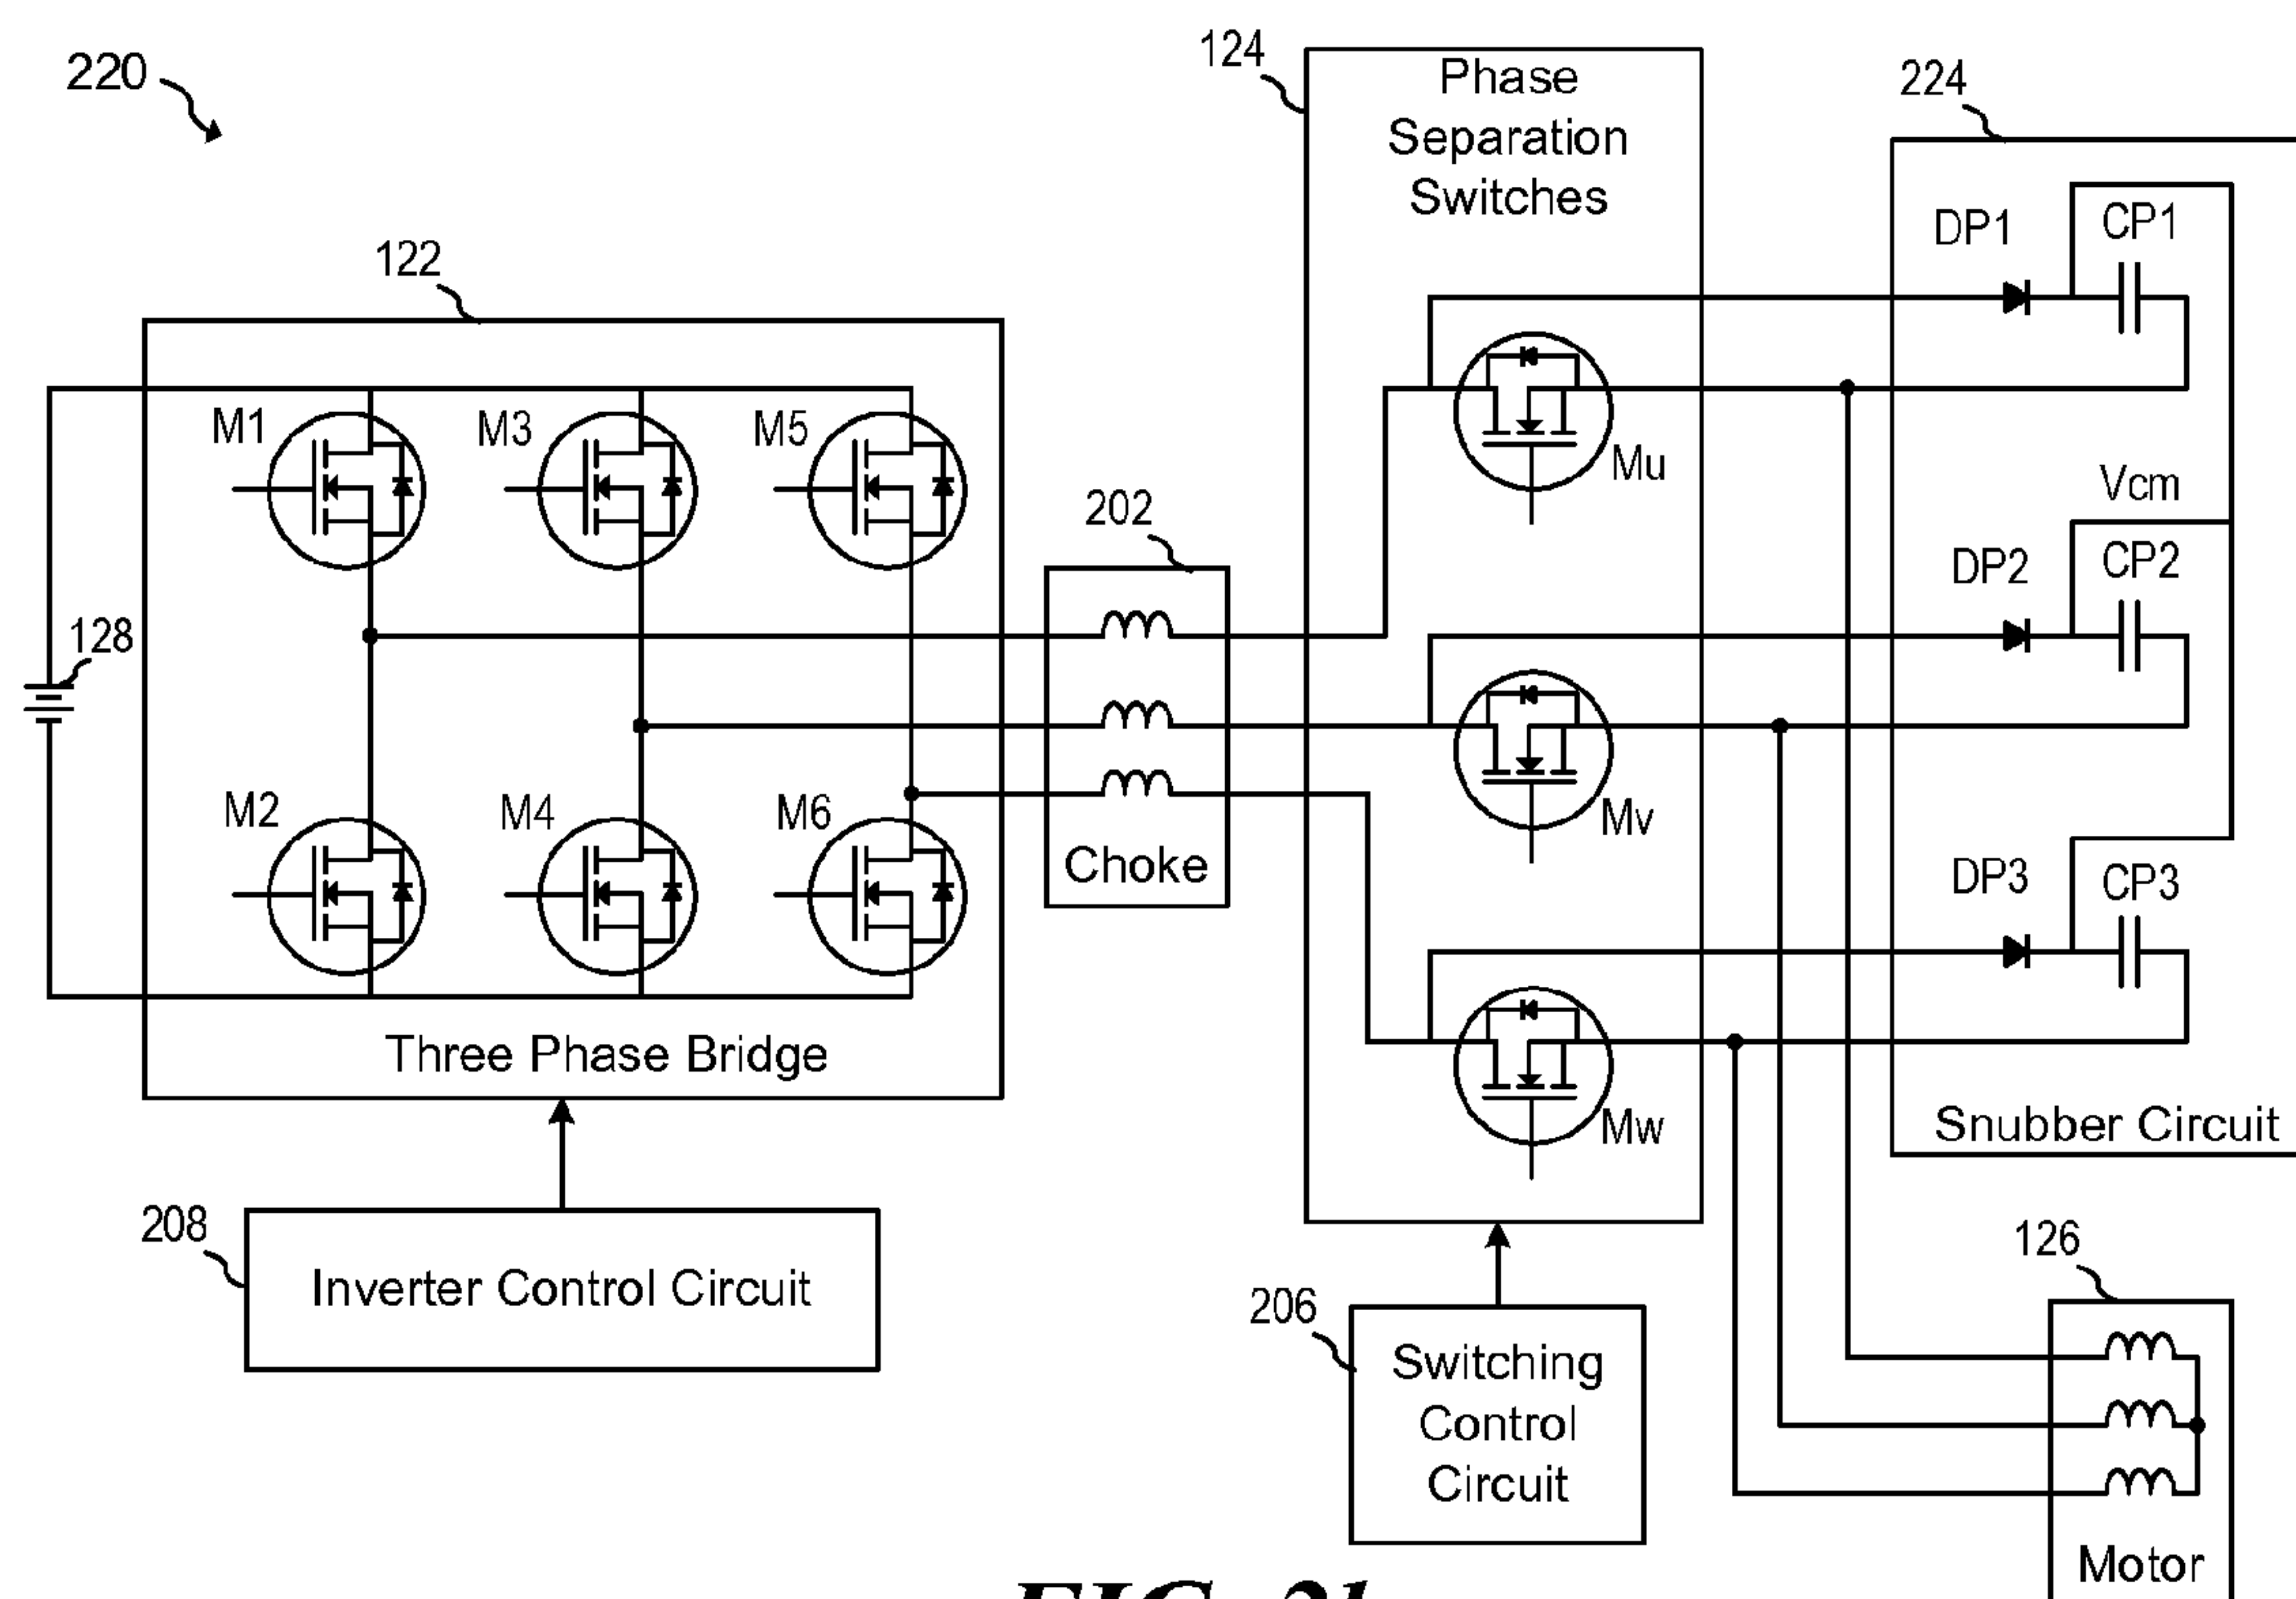 220
124
Phase
Separation
Switches
224
DP1
CP1
122
M1
M3
M5
Mu
Vcm
202
DP2
CP2
128
M2
M4
M6
Choke
Mv
DP3
CP3
Three Phase Bridge
Mw
Snubber Circuit
208
Inverter Control Circuit
206
Switching
Control
Circuit
126
Motor